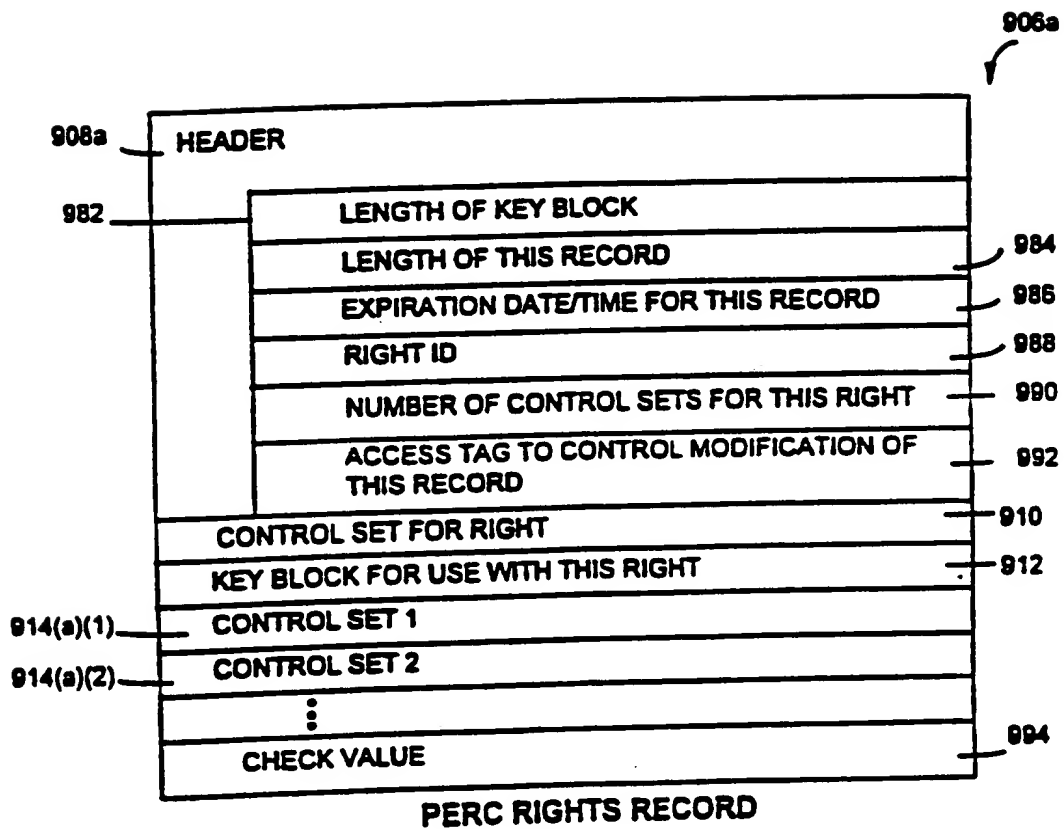 906a
908a HEADER
982 LENGTH OF KEY BLOCK
LENGTH OF THIS RECORD 984
EXPIRATION DATE/TIME FOR THIS RECORD 986
RIGHT ID 988
NUMBER OF CONTROL SETS FOR THIS RIGHT 990
ACCESS TAG TO CONTROL MODIFICATION OF
THIS RECORD 992
CONTROL SET FOR RIGHT 910
KEY BLOCK FOR USE WITH THIS RIGHT 912
914(a)(1) CONTROL SET 1
914(a)(2) CONTROL SET 2
CHECK VALUE 994
PERC RIGHTS RECORD